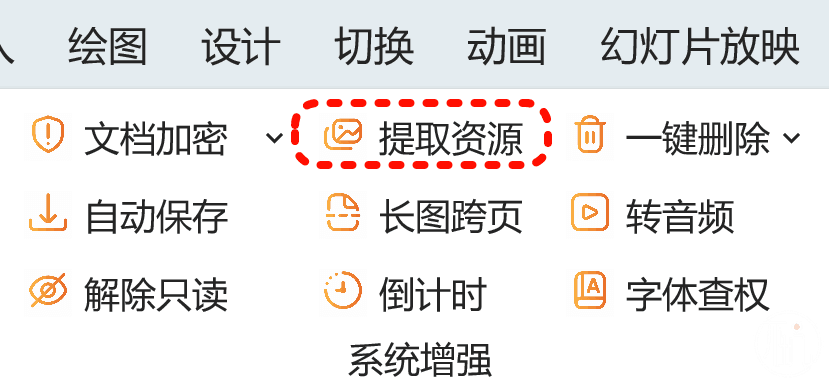 绘图 设计 切换 动画 幻灯片放映
文档加密 提取资源 一键删除
自动保存 长图跨页 转音频
解除只读 倒计时 字体查权
系统增强